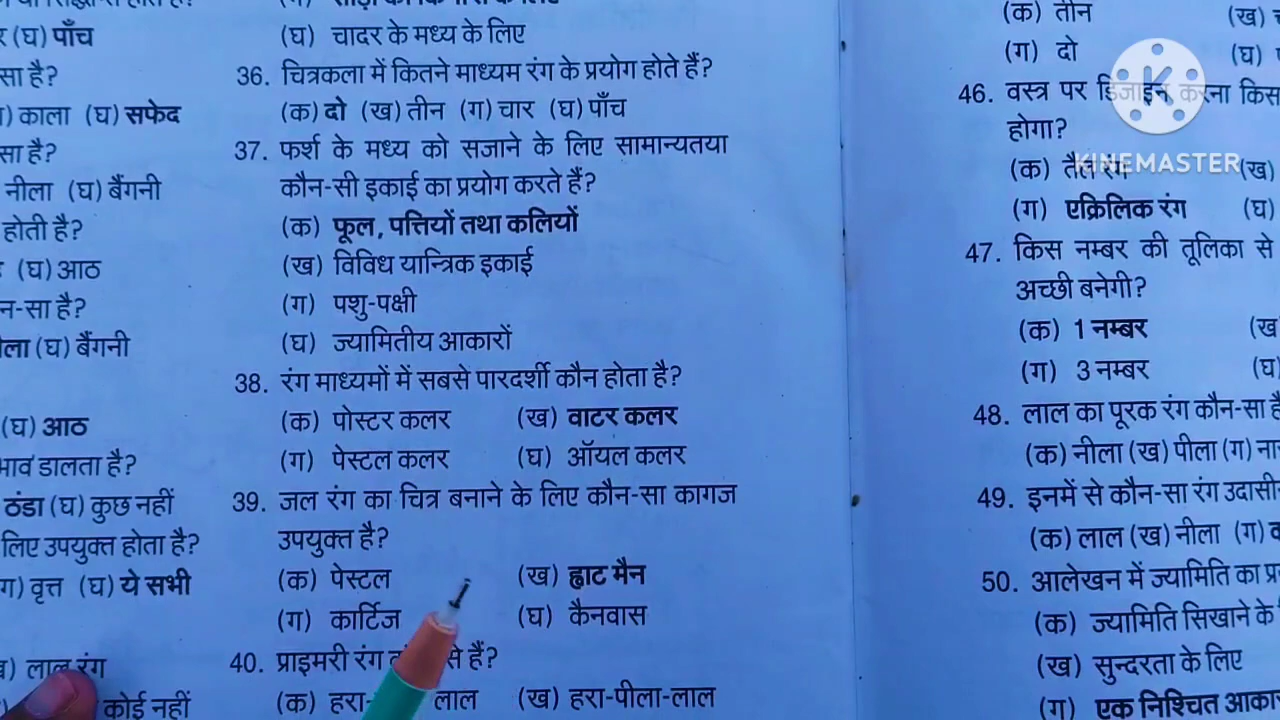 (घ) पाँच
सा है?
काला (घ) सफेद
सा है?
नीला (घ) बैंगनी
होती है?
(घ) आठ
न-सा है?
ला (घ) बैंगनी
(घ) आठ
डालता है?
ठंडा (घ) कुछ नहीं
लिए उपयुक्त होता है?
ग) वृत्त (घ) ये सभी
लाल रंग
कोई नहीं
(घ) चादर के मध्य के लिए
36. चित्रकला में कितने माध्यम रंग के प्रयोग होते हैं?
(क) दो (ख) तीन (ग) चार (घ) पाँच
37. फर्श के मध्य को सजाने के लिए सामान्यतया
कौन-सी इकाई का प्रयोग करते हैं?
(क) फूल, पत्तियों तथा कलियों
(ख) विविध यान्त्रिक इकाई
(ग) पशु-पक्षी
(घ) ज्यामितीय आकारों
38. रंग माध्यमों में सबसे पारदर्शी कौन होता है?
(क) पोस्टर कलर (ख) वाटर कलर
(ग) पेस्टल कलर (घ) ऑयल कलर
39. जल रंग का चित्र बनाने के लिए कौन-सा कागज
उपयुक्त है?
(क) पेस्टल (ख) ह्वाट मैन
(ग) कार्टिज (घ) कैनवास
40. प्राइमरी रंग से हैं?
(क) हरा- लाल (ख) हरा-पीला-लाल
(क) तीन (ख)
(ग) दो (घ)
46. वस्त्र पर डिजाइन करना किस
होगा?
(क) तैल रंग (ख)
(ग) एक्रिलिक रंग (घ)
47. किस नम्बर की तूलिका से
अच्छी बनेगी?
(क) 1 नम्बर (ख
(ग) 3 नम्बर (घ)
48. लाल का पूरक रंग कौन-सा है
(क) नीला (ख) पीला (ग) ना
49. इनमें से कौन-सा रंग उदासी
(क) लाल (ख) नीला (ग)
50. आलेखन में ज्यामिति का
(क) ज्यामिति सिखाने के
(ख) सुन्दरता के लिए
(ग) एक निश्चित आका
KINEMASTER